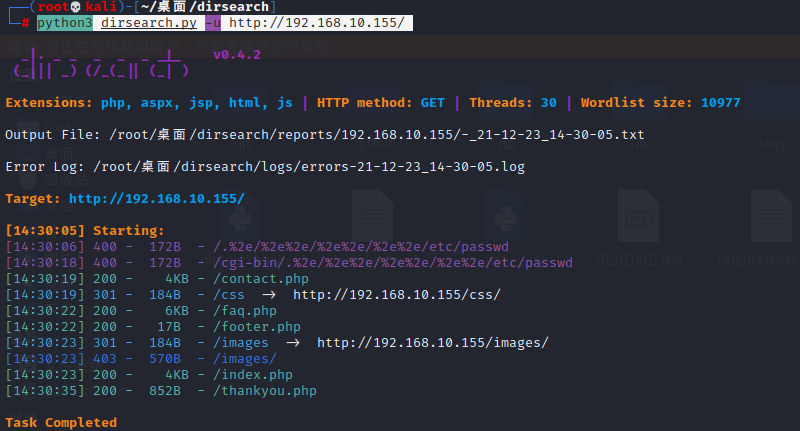 ┌──(root💀kali)-[~/桌面/dirsearch]
└─# python3 dirsearch.py -u http://192.168.10.155/
v0.4.2
Extensions: php, aspx, jsp, html, js | HTTP method: GET | Threads: 30 | Wordlist size: 10977
Output File: /root/桌面/dirsearch/reports/192.168.10.155/-_21-12-23_14-30-05.txt
Error Log: /root/桌面/dirsearch/logs/errors-21-12-23_14-30-05.log
Target: http://192.168.10.155/
[14:30:05] Starting:
[14:30:06] 400 - 172B - /.%2e/%2e%2e/%2e%2e/%2e%2e/etc/passwd
[14:30:18] 400 - 172B - /cgi-bin/.%2e/%2e%2e/%2e%2e/%2e%2e/etc/passwd
[14:30:19] 200 - 4KB - /contact.php
[14:30:19] 301 - 184B - /css -> http://192.168.10.155/css/
[14:30:22] 200 - 6KB - /faq.php
[14:30:22] 200 - 17B - /footer.php
[14:30:23] 301 - 184B - /images -> http://192.168.10.155/images/
[14:30:23] 403 - 570B - /images/
[14:30:23] 200 - 4KB - /index.php
[14:30:35] 200 - 852B - /thankyou.php
Task Completed
logs
README.md